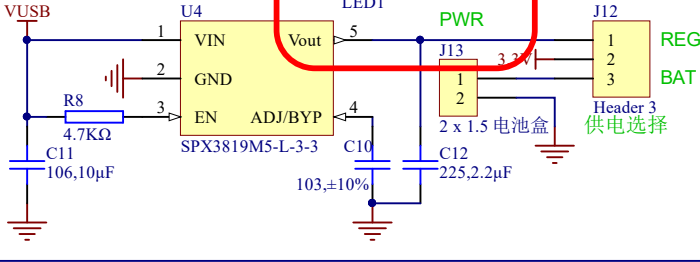 VUSB
U4
LED1
PWR
J12
1
VIN
Vout
5
1
REG
J13
3.3V
2
2
GND
1
3
BAT
R8
3
EN
ADJ/BYP
4
2
Header 3
4.7KΩ
SPX3819M5-L-3-3
2 x 1.5 电池盒
供电选择
C11
C10
C12
106,10μF
103,±10%
225,2.2μF